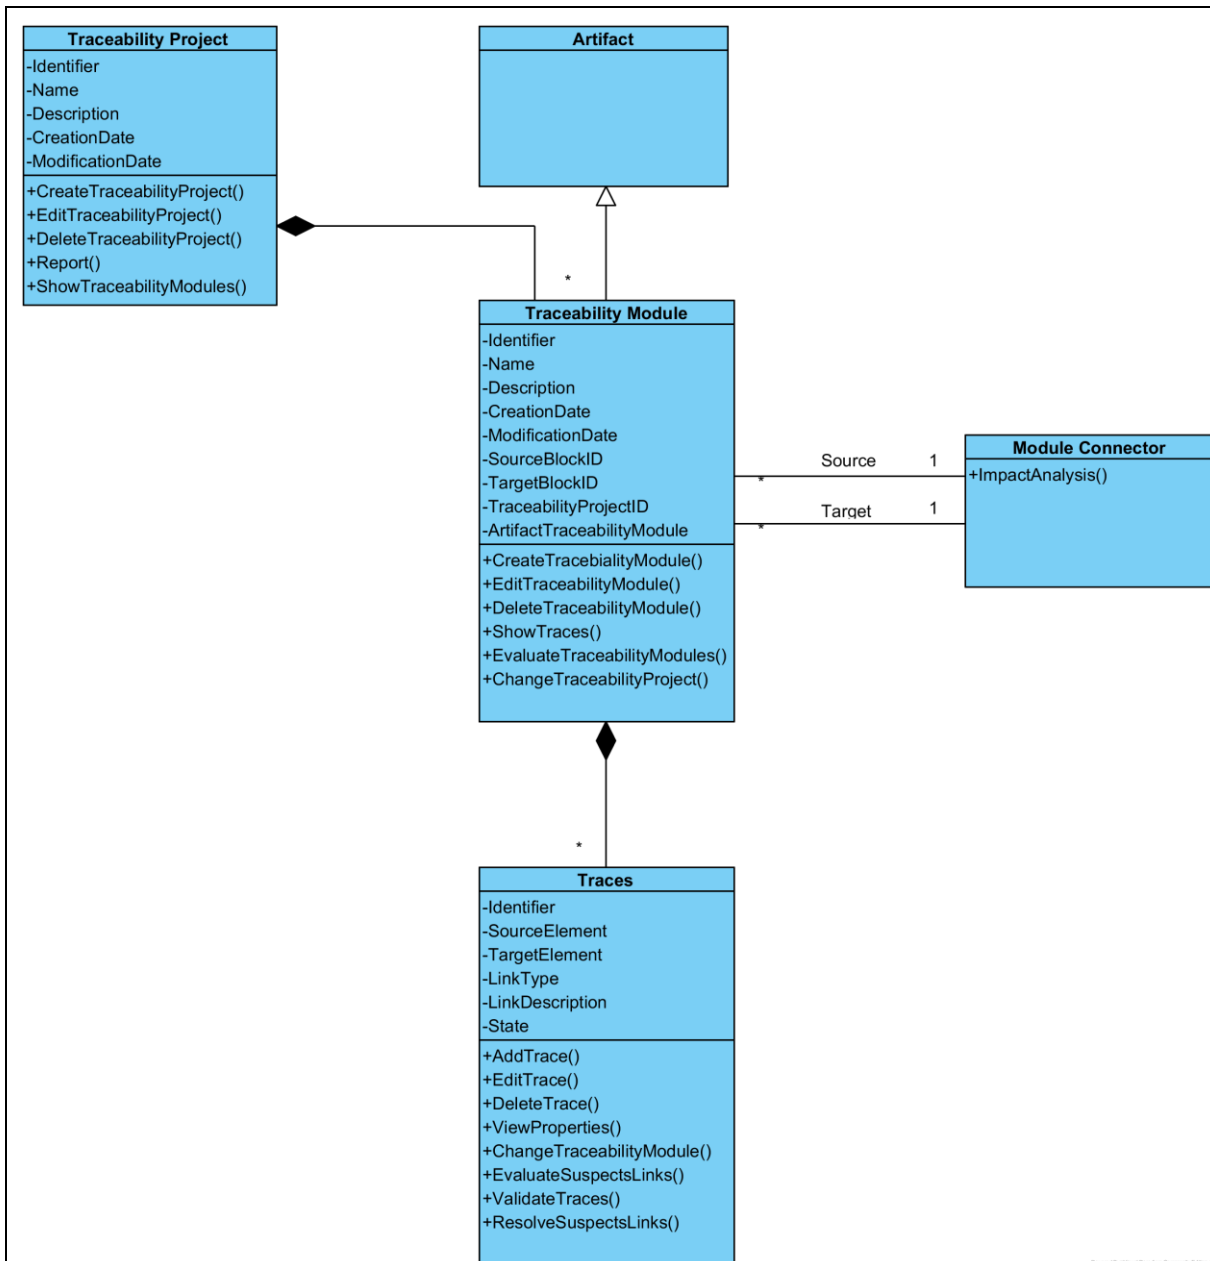 Traceability Project
-Identifier
-Name
-Description
-CreationDate
-ModificationDate
+CreateTraceabilityProject()
+EditTraceabilityProject()
+DeleteTraceabilityProject()
+Report()
+ShowTraceabilityModules()
Artifact
*
Traceability Module
-Identifier
-Name
-Description
-CreationDate
-ModificationDate
-SourceBlockID
-TargetBlockID
-TraceabilityProjectID
-ArtifactTraceabilityModule
+CreateTracebialityModule()
+EditTraceabilityModule()
+DeleteTraceabilityModule()
+ShowTraces()
+EvaluateTraceabilityModules()
+ChangeTraceabilityProject()
Source 1
*
Target 1
*
Module Connector
+ImpactAnalysis()
*
Traces
-Identifier
-SourceElement
-TargetElement
-LinkType
-LinkDescription
-State
+AddTrace()
+EditTrace()
+DeleteTrace()
+ViewProperties()
+ChangeTraceabilityModule()
+EvaluateSuspectsLinks()
+ValidateTraces()
+ResolveSuspectsLinks()